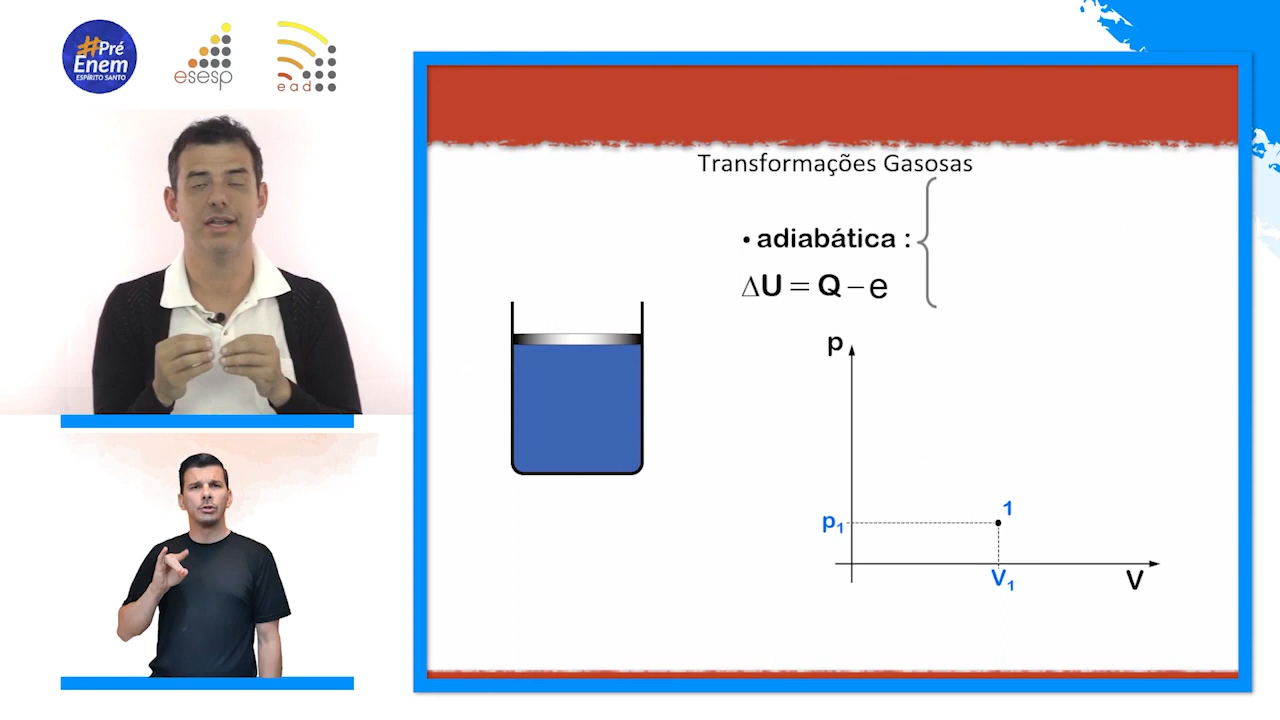 #Pré
Enem
ESPÍRITO SANTO
esesp
ead
Transformações Gasosas
• adiabática :
ΔU = Q – e
p
1
p₁
V₁
V